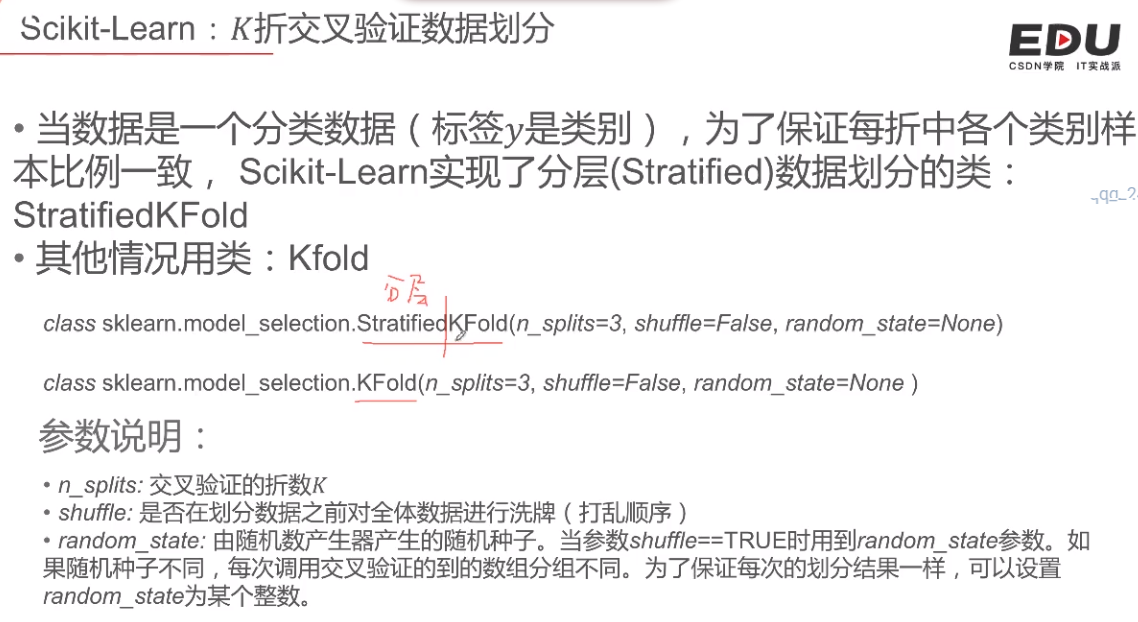 Scikit-Learn：K折交叉验证数据划分
EDU
CSDN学院 IT实战派
• 当数据是一个分类数据（标签y是类别），为了保证每折中各个类别样
本比例一致， Scikit-Learn实现了分层(Stratified)数据划分的类：
StratifiedKFold
• 其他情况用类：Kfold
分层
class sklearn.model_selection.StratifiedKFold(n_splits=3, shuffle=False, random_state=None)
class sklearn.model_selection.KFold(n_splits=3, shuffle=False, random_state=None )
参数说明：
• n_splits: 交叉验证的折数K
• shuffle: 是否在划分数据之前对全体数据进行洗牌（打乱顺序）
• random_state: 由随机数产生器产生的随机种子。当参数shuffle==TRUE时用到random_state参数。如
果随机种子不同，每次调用交叉验证的到的数组分组不同。为了保证每次的划分结果一样，可以设置
random_state为某个整数。